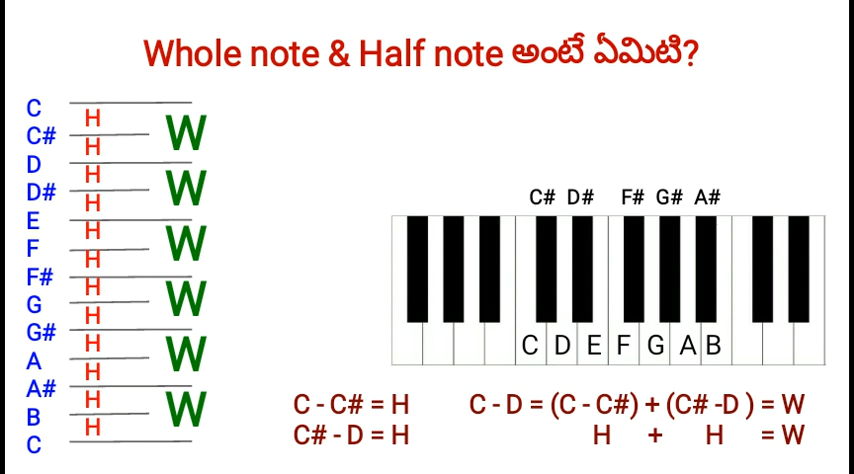 Whole note & Half note అంటే ఏమిటి?
C
H
C#
W
H
D
H
D#
W
H
E
H
F
W
H
F#
H
G
W
H
G#
H
A
W
H
A#
H
B
W
H
C
C# D# F# G# A#
C D E F G A B
C - C# = H
C# - D = H
C - D = (C - C#) + (C# -D ) = W
H + H = W